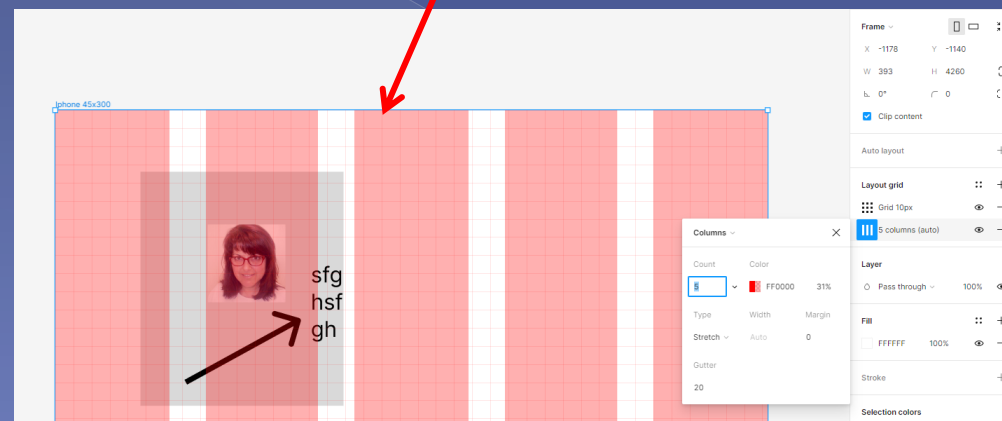 Frame
X -1178 Y -1140
W 393 H 4260
0° 0
Clip content
Auto layout
Layout grid
Grid 10px
5 columns (auto)
Layer
Pass through 100%
Fill
FFFFFF 100%
Stroke
Selection colors
Iphone 45x300
sfg
hsf
gh
Columns
Count Color
5 FF0000 31%
Type Width Margin
Stretch Auto 0
Gutter
20